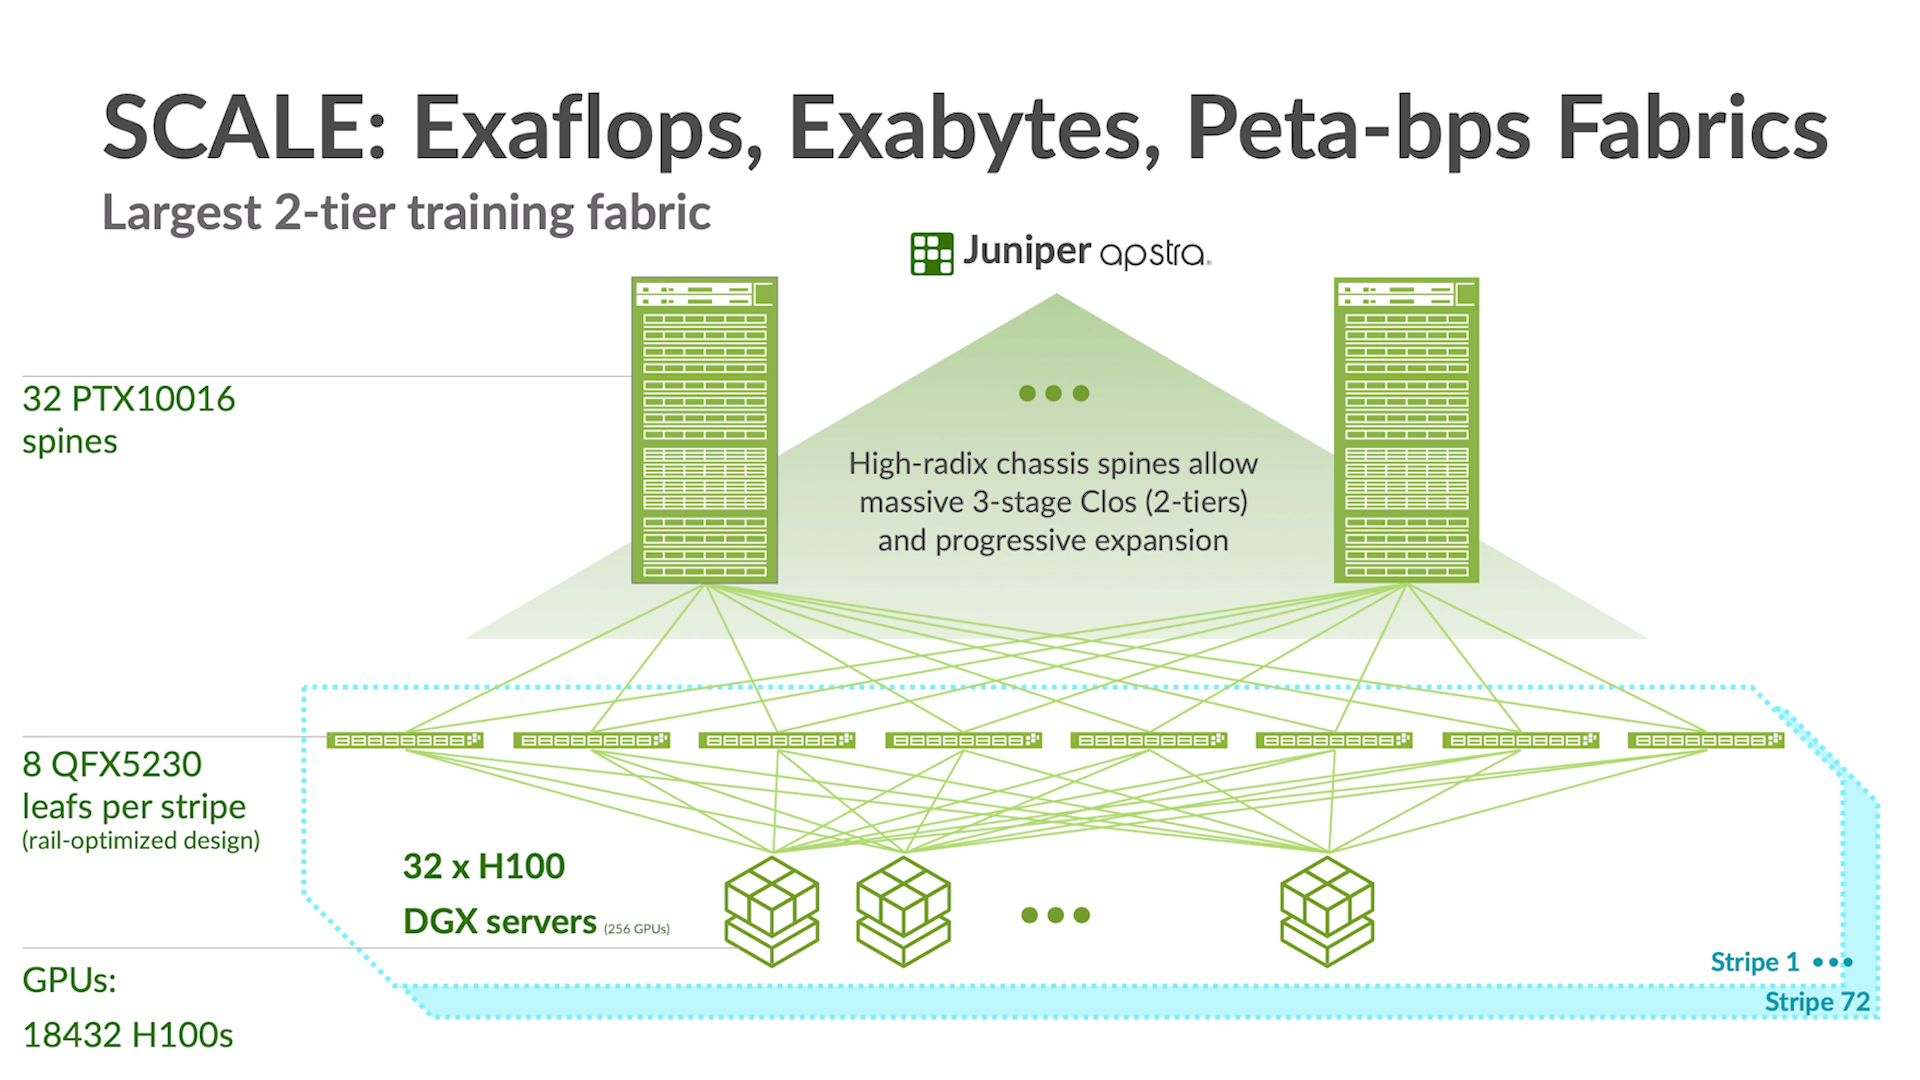 SCALE: Exaflops, Exabytes, Peta-bps Fabrics
Largest 2-tier training fabric
Juniper apstra
32 PTX10016
spines
High-radix chassis spines allow
massive 3-stage Clos (2-tiers)
and progressive expansion
8 QFX5230
leafs per stripe
(rail-optimized design)
32 x H100
DGX servers (256 GPUs)
GPUs:
18432 H100s
Stripe 1 •••
Stripe 72